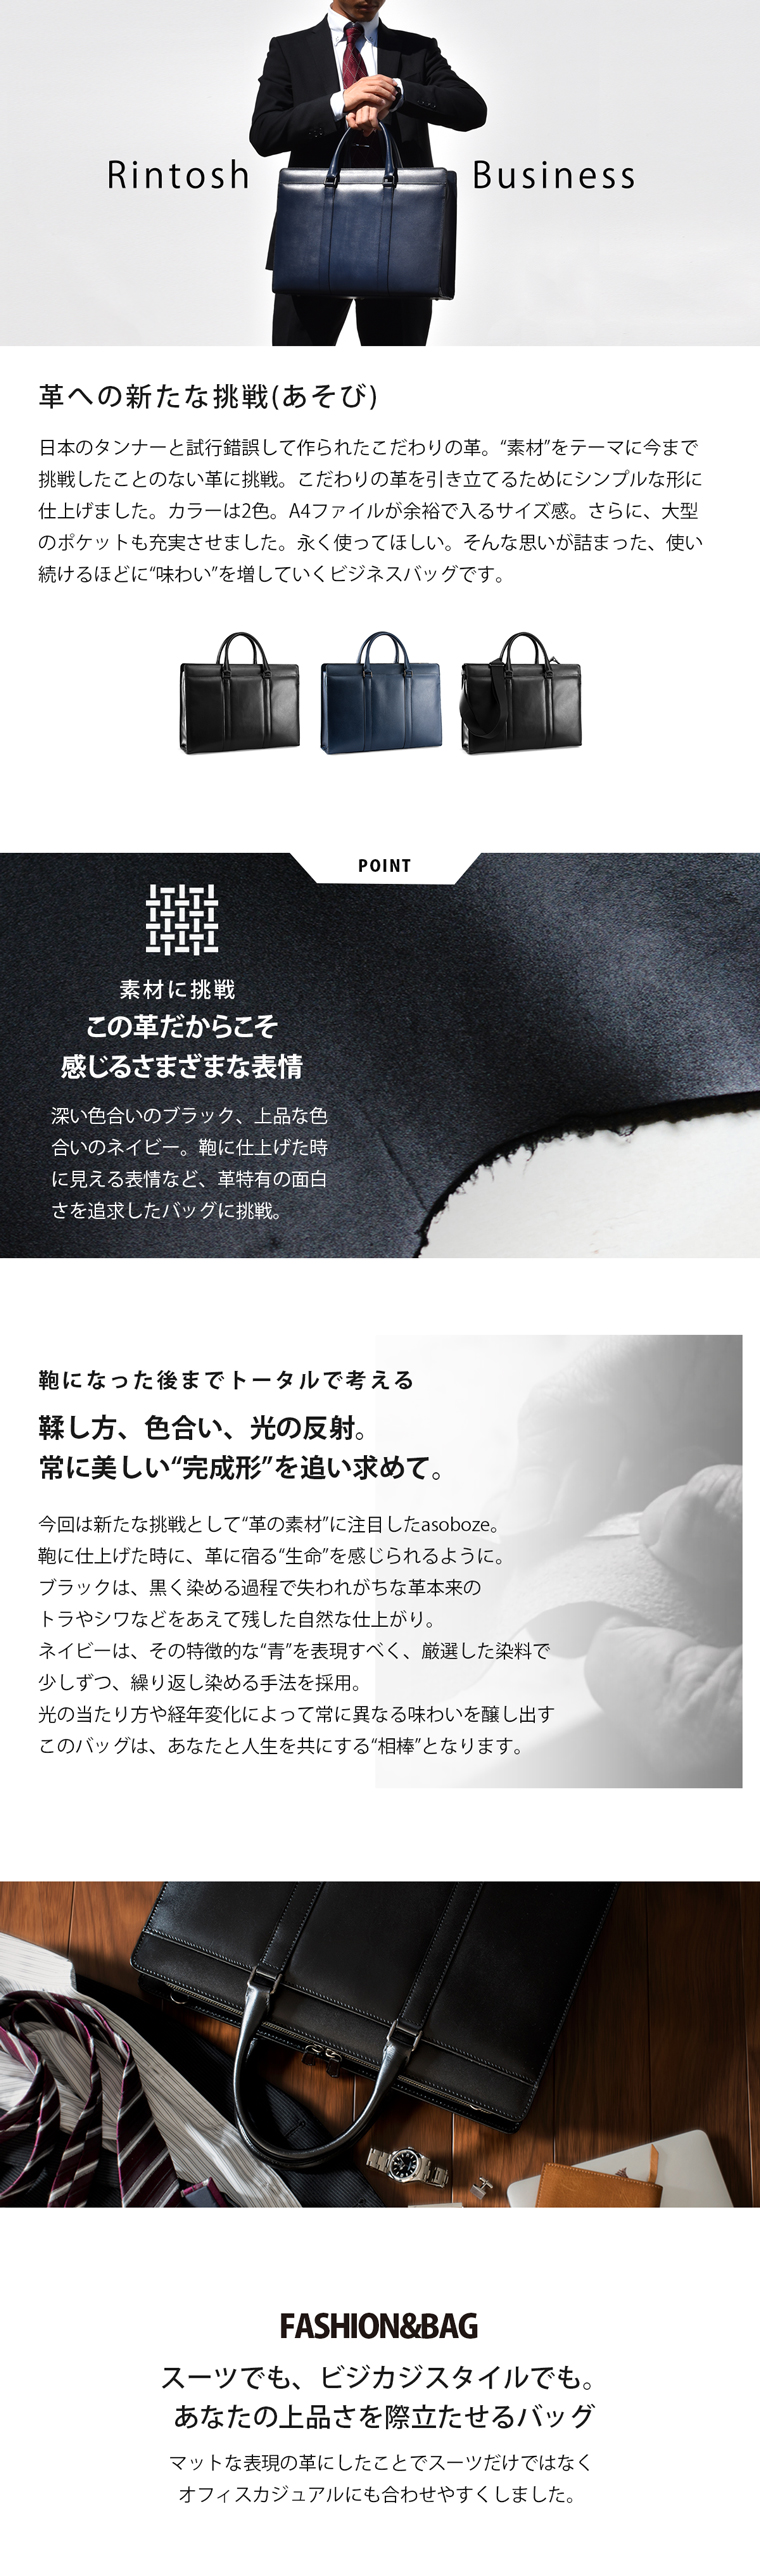 Rintosh Business
革への新たな挑戦(あそび)
日本のタンナーと試行錯誤して作られたこだわりの革。“素材”をテーマに今まで
挑戦したことのない革に挑戦。こだわりの革を引き立てるためにシンプルな形に
仕上げました。カラーは2色。A4ファイルが余裕で入るサイズ感。さらに、大型
のポケットも充実させました。永く使ってほしい。そんな思いが詰まった、使い
続けるほどに“味わい”を増していくビジネスバッグです。
POINT
素材に挑戦
この革だからこそ
感じるさまざまな表情
深い色合いのブラック、上品な色
合いのネイビー。鞄に仕上げた時
に見える表情など、革特有の面白
さを追求したバッグに挑戦。
鞄になった後までトータルで考える
鞣し方、色合い、光の反射。
常に美しい“完成形”を追い求めて。
今回は新たな挑戦として“革の素材”に注目したasoboze。
鞄に仕上げた時に、革に宿る“生命”を感じられるように。
ブラックは、黒く染める過程で失われがちな革本来の
トラやシワなどをあえて残した自然な仕上がり。
ネイビーは、その特徴的な“青”を表現すべく、厳選した染料で
少しずつ、繰り返し染める手法を採用。
光の当たり方や経年変化によって常に異なる味わいを醸し出す
このバッグは、あなたと人生を共にする“相棒”となります。
FASHION&BAG
スーツでも、ビジカジスタイルでも。
あなたの上品さを際立たせるバッグ
マットな表現の革にしたことでスーツだけではなく
オフィスカジュアルにも合わせやすくしました。